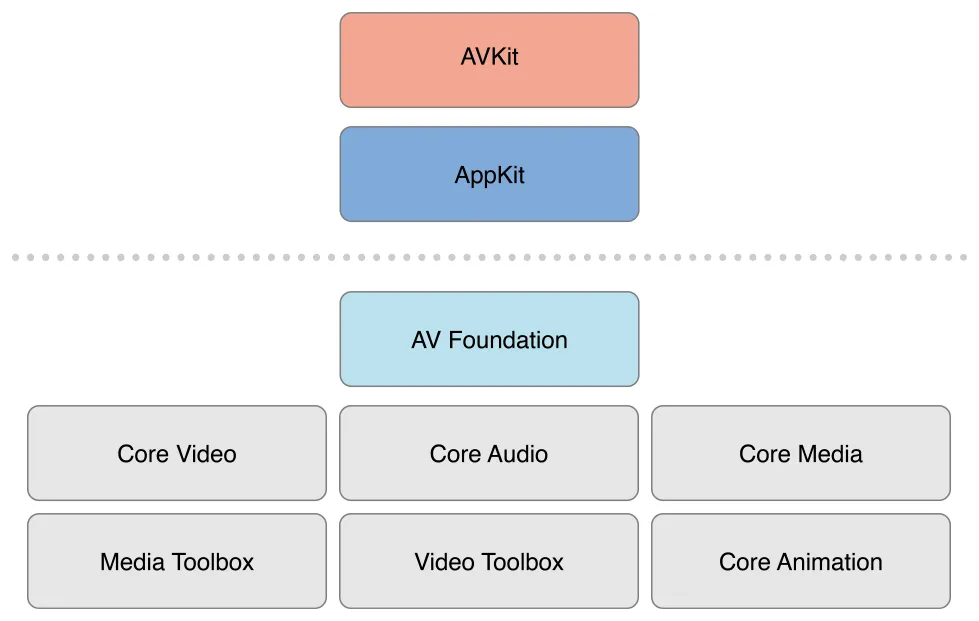 AVKit
AppKit
AV Foundation
Core Video
Core Audio
Core Media
Media Toolbox
Video Toolbox
Core Animation